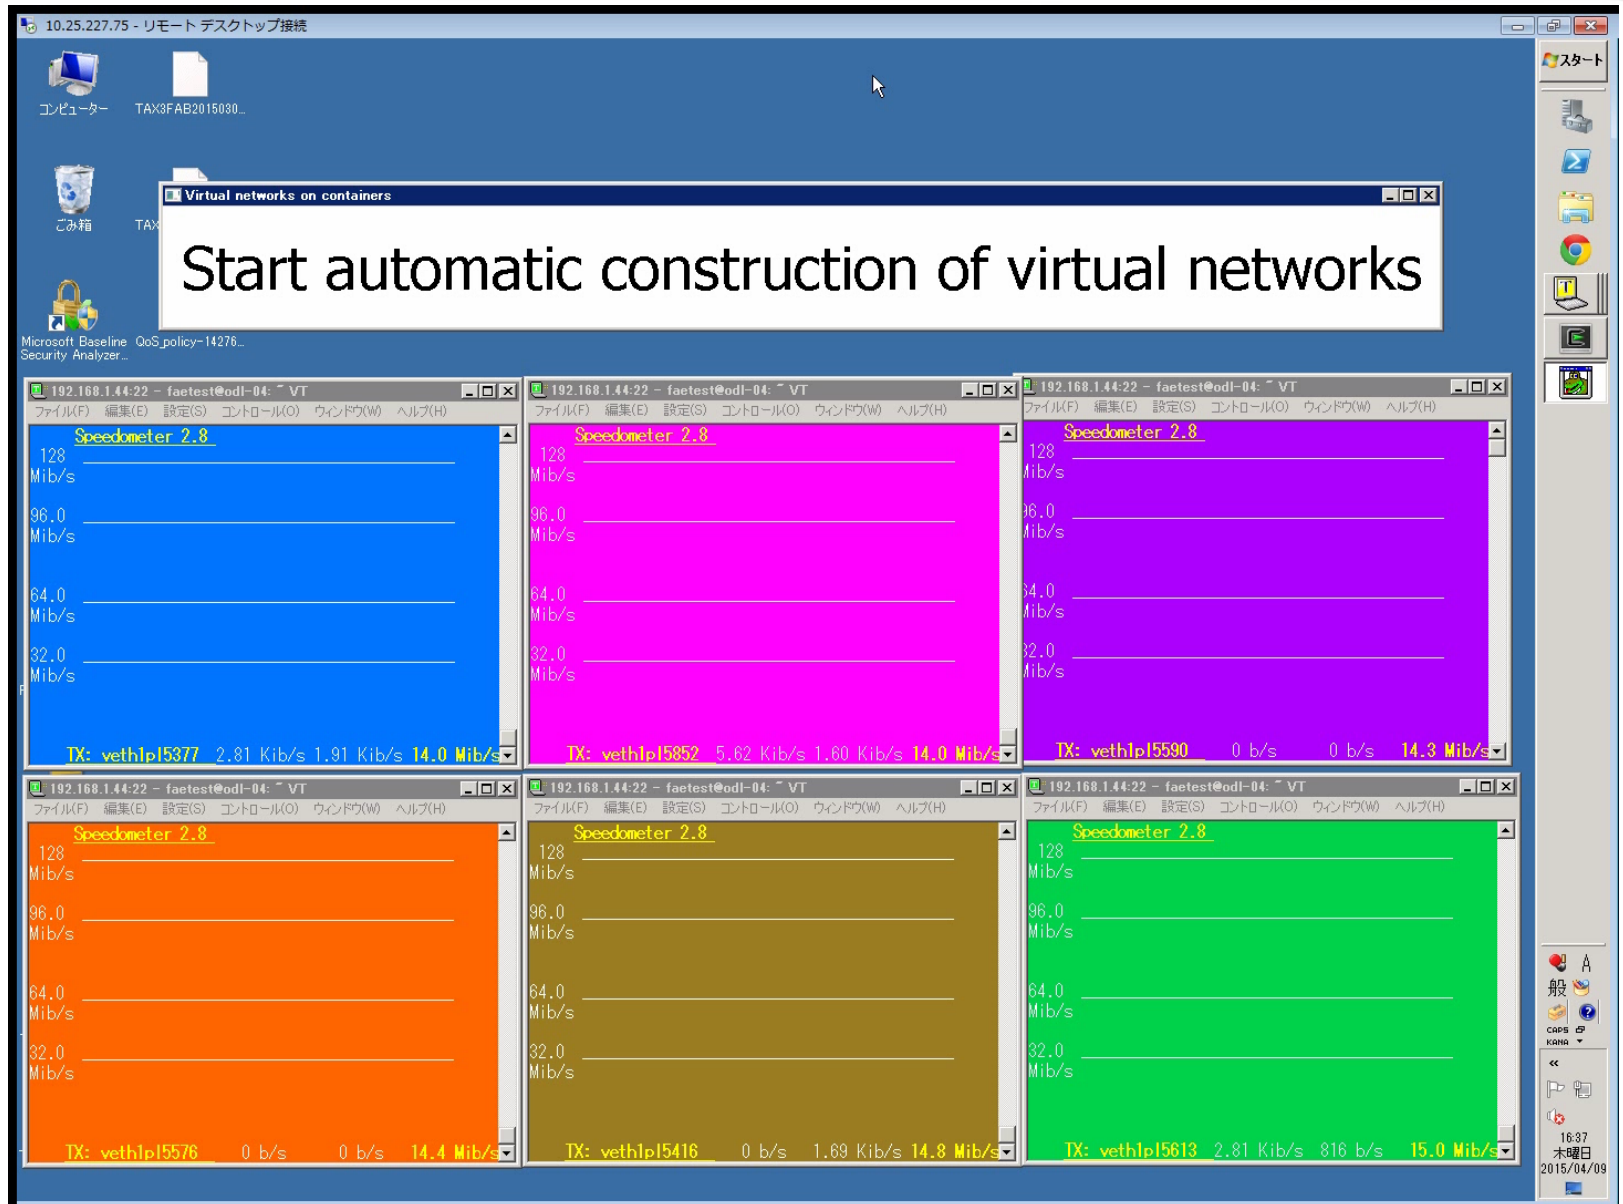 10.25.227.75 - リモート デスクトップ接続
スタート
コンピューター
TAX3FAB2015030...
ごみ箱
TAX
Virtual networks on containers
Start automatic construction of virtual networks
Microsoft Baseline
Security Analyzer...
QoS_policy-14276...
192.168.1.44:22 - faetest@odl-04: ~ VT
ファイル(F) 編集(E) 設定(S) コントロール(O) ウィンドウ(W) ヘルプ(H)
Speedometer 2.8
128
Mib/s
96.0
Mib/s
64.0
Mib/s
32.0
Mib/s
TX: veth1pl5377 2.81 Kib/s 1.91 Kib/s 14.0 Mib/s
192.168.1.44:22 - faetest@odl-04: ~ VT
ファイル(F) 編集(E) 設定(S) コントロール(O) ウィンドウ(W) ヘルプ(H)
Speedometer 2.8
128
Mib/s
96.0
Mib/s
64.0
Mib/s
32.0
Mib/s
TX: veth1pl5852 5.62 Kib/s 1.60 Kib/s 14.0 Mib/s
192.168.1.44:22 - faetest@odl-04: ~ VT
ファイル(F) 編集(E) 設定(S) コントロール(O) ウィンドウ(W) ヘルプ(H)
Speedometer 2.8
128
Mib/s
96.0
Mib/s
64.0
Mib/s
32.0
Mib/s
TX: veth1pl5590 0 b/s 0 b/s 14.3 Mib/s
192.168.1.44:22 - faetest@odl-04: ~ VT
ファイル(F) 編集(E) 設定(S) コントロール(O) ウィンドウ(W) ヘルプ(H)
Speedometer 2.8
128
Mib/s
96.0
Mib/s
64.0
Mib/s
32.0
Mib/s
TX: veth1pl5576 0 b/s 0 b/s 14.4 Mib/s
192.168.1.44:22 - faetest@odl-04: ~ VT
ファイル(F) 編集(E) 設定(S) コントロール(O) ウィンドウ(W) ヘルプ(H)
Speedometer 2.8
128
Mib/s
96.0
Mib/s
64.0
Mib/s
32.0
Mib/s
TX: veth1pl5416 0 b/s 1.69 Kib/s 14.8 Mib/s
192.168.1.44:22 - faetest@odl-04: ~ VT
ファイル(F) 編集(E) 設定(S) コントロール(O) ウィンドウ(W) ヘルプ(H)
Speedometer 2.8
128
Mib/s
96.0
Mib/s
64.0
Mib/s
32.0
Mib/s
TX: veth1pl5613 2.81 Kib/s 816 b/s 15.0 Mib/s
A
般
CAPS
KANA
16:37
木曜日
2015/04/09